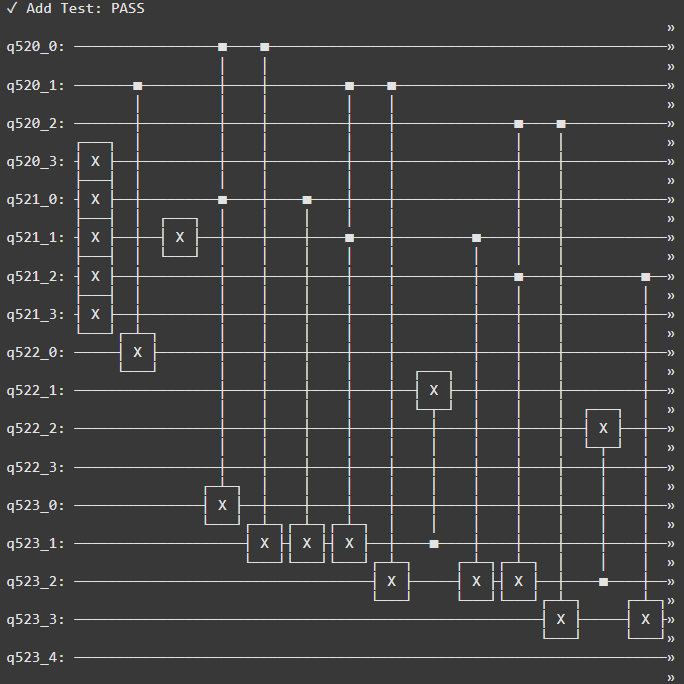 ✓ Add Test: PASS
»
q520_0: »
»
q520_1: »
»
q520_2: »
»
q520_3: X »
»
q521_0: X »
»
q521_1: X X »
»
q521_2: X »
»
q521_3: X »
»
q522_0: X »
»
q522_1: X »
»
q522_2: X »
»
q522_3: »
»
q523_0: X »
»
q523_1: X X X »
»
q523_2: X X X »
»
q523_3: X X »
»
q523_4: »
»